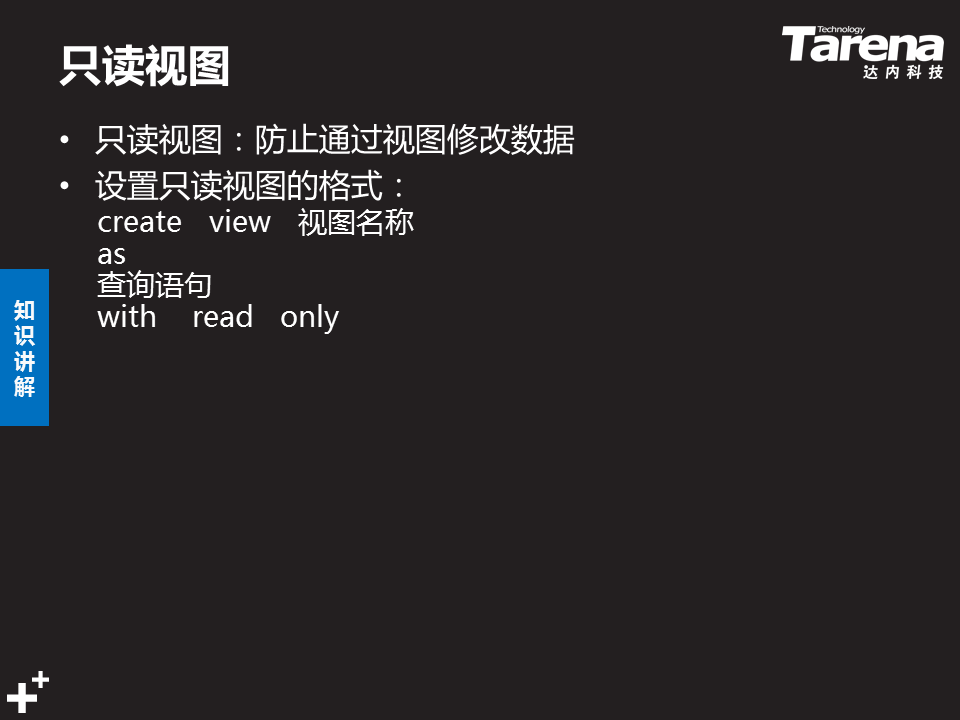 只读视图
Technology
Tarena
达内科技
• 只读视图：防止通过视图修改数据
• 设置只读视图的格式：
create view 视图名称
as
查询语句
with read only
知识讲解